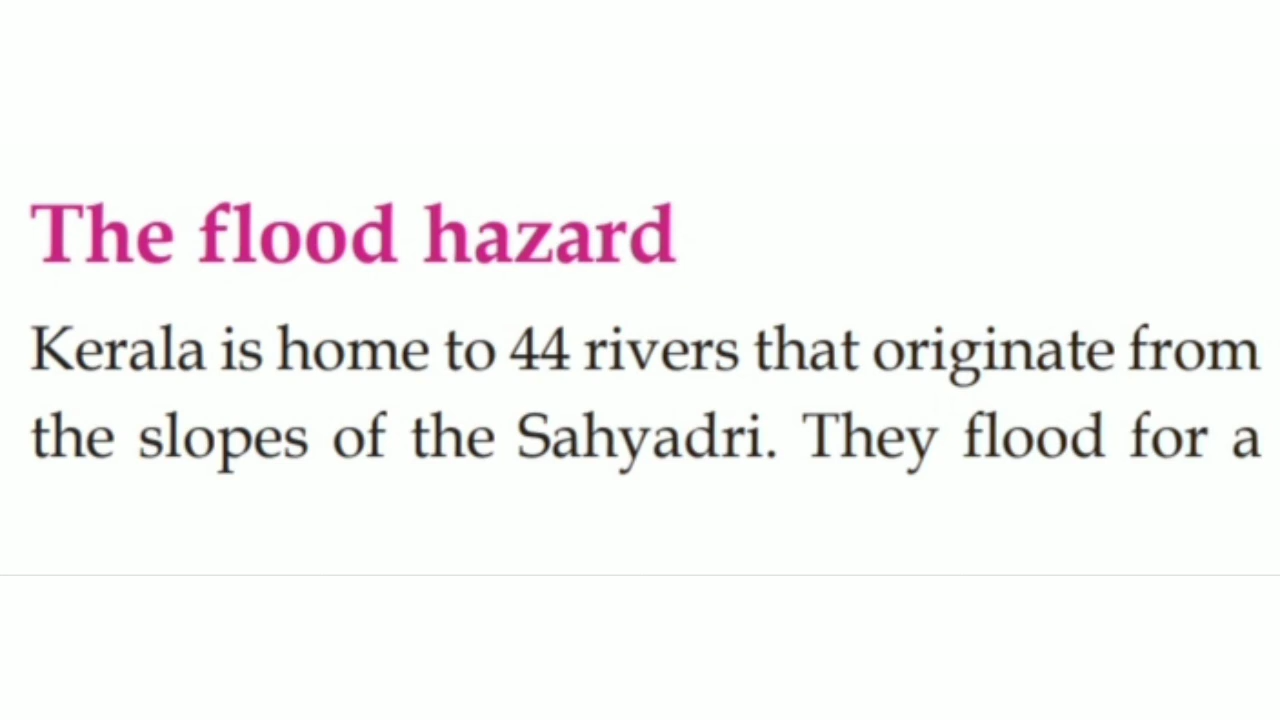 The flood hazard
Kerala is home to 44 rivers that originate from
the slopes of the Sahyadri. They flood for a